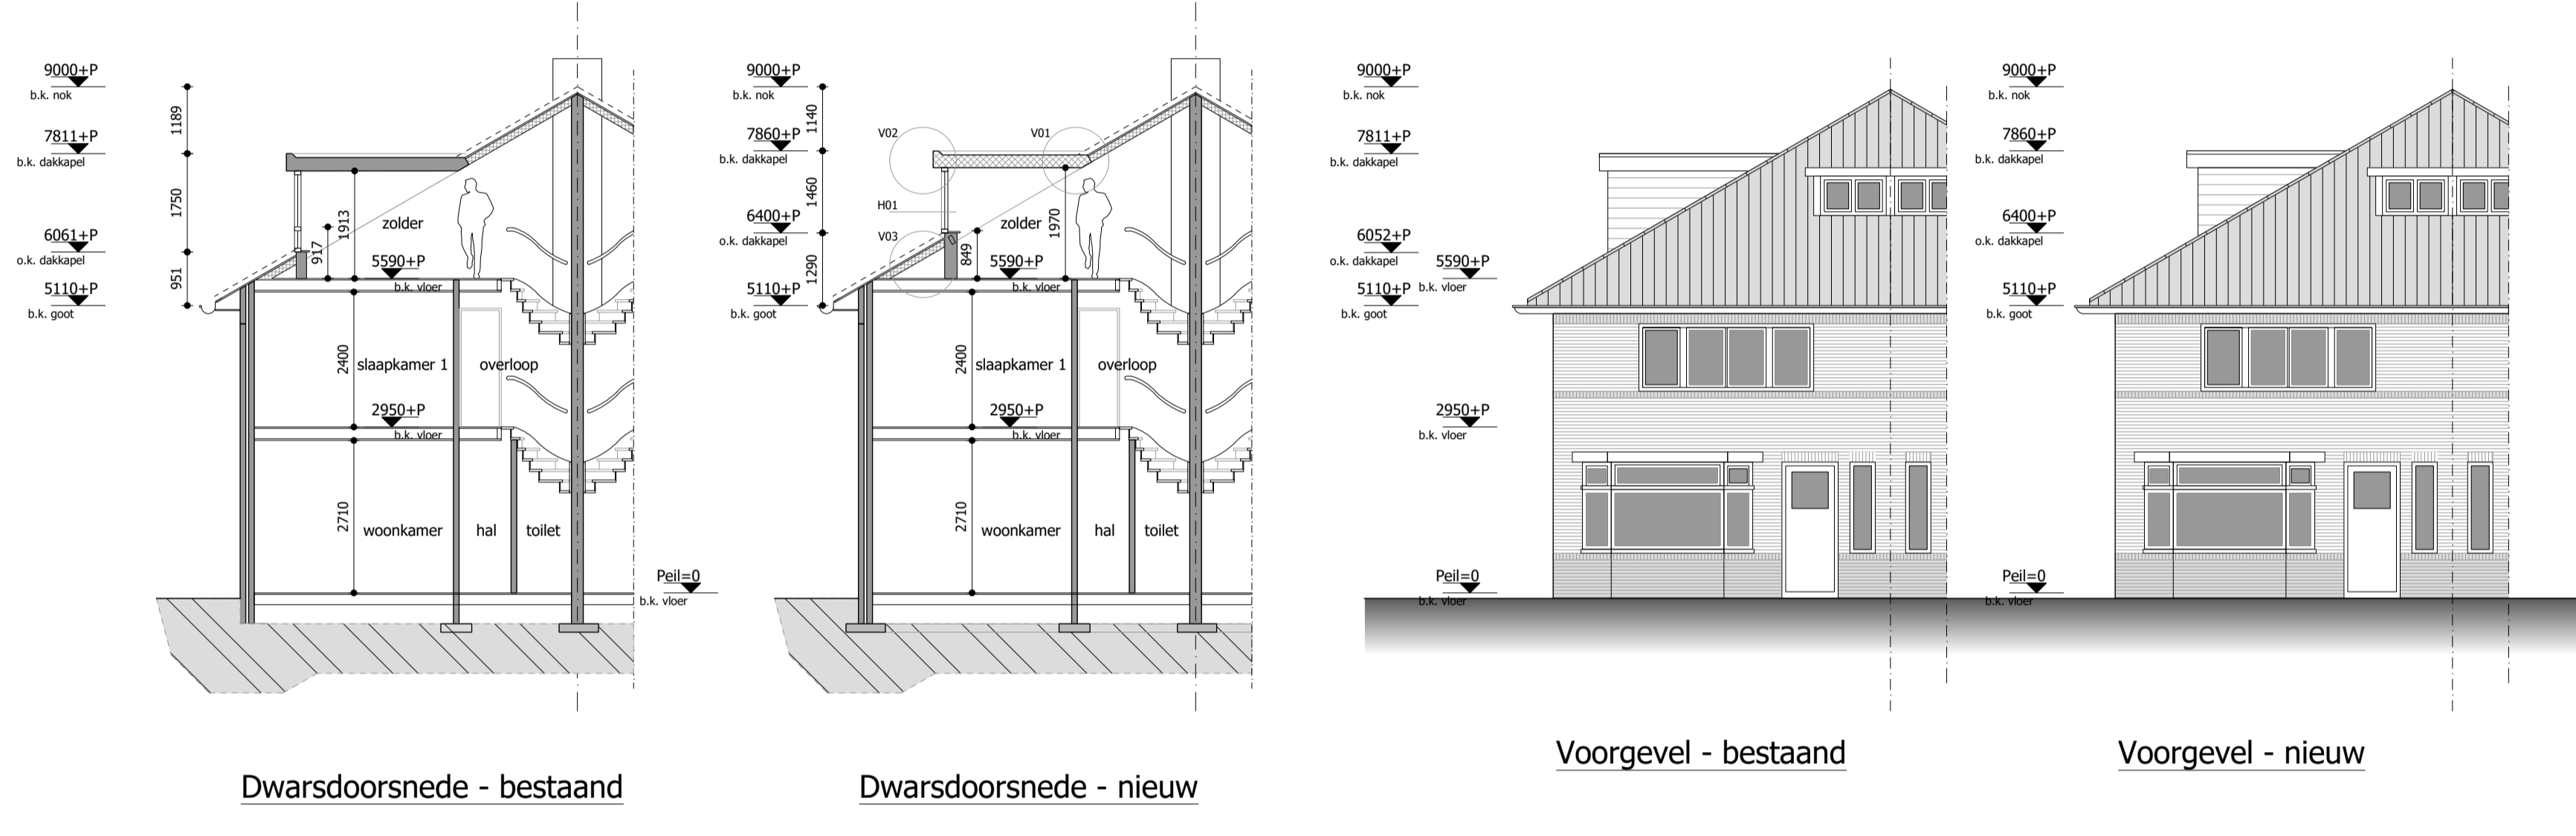 9000+P
b.k. nok
7811+P
b.k. dakkapel
6061+P
o.k. dakkapel
5110+P
b.k. goot
1189
1750
951
917
1913
zolder
5590+P
b.k. vloer
2400
slaapkamer 1
overloop
2950+P
b.k. vloer
2710
woonkamer
hal
toilet
Peil=0
b.k. vloer
Dwarsdoorsnede - bestaand
9000+P
b.k. nok
7860+P
b.k. dakkapel
6400+P
o.k. dakkapel
5110+P
b.k. goot
1140
1460
1290
V02
V01
H01
V03
849
1970
zolder
5590+P
b.k. vloer
2400
slaapkamer 1
overloop
2950+P
b.k. vloer
2710
woonkamer
hal
toilet
Dwarsdoorsnede - nieuw
9000+P
b.k. nok
7811+P
b.k. dakkapel
6052+P
o.k. dakkapel
5590+P
b.k. vloer
5110+P
b.k. goot
2950+P
b.k. vloer
Peil=0
b.k. vloer
Voorgevel - bestaand
9000+P
b.k. nok
7860+P
b.k. dakkapel
6400+P
o.k. dakkapel
5110+P
b.k. goot
Peil=0
b.k. vloer
Voorgevel - nieuw